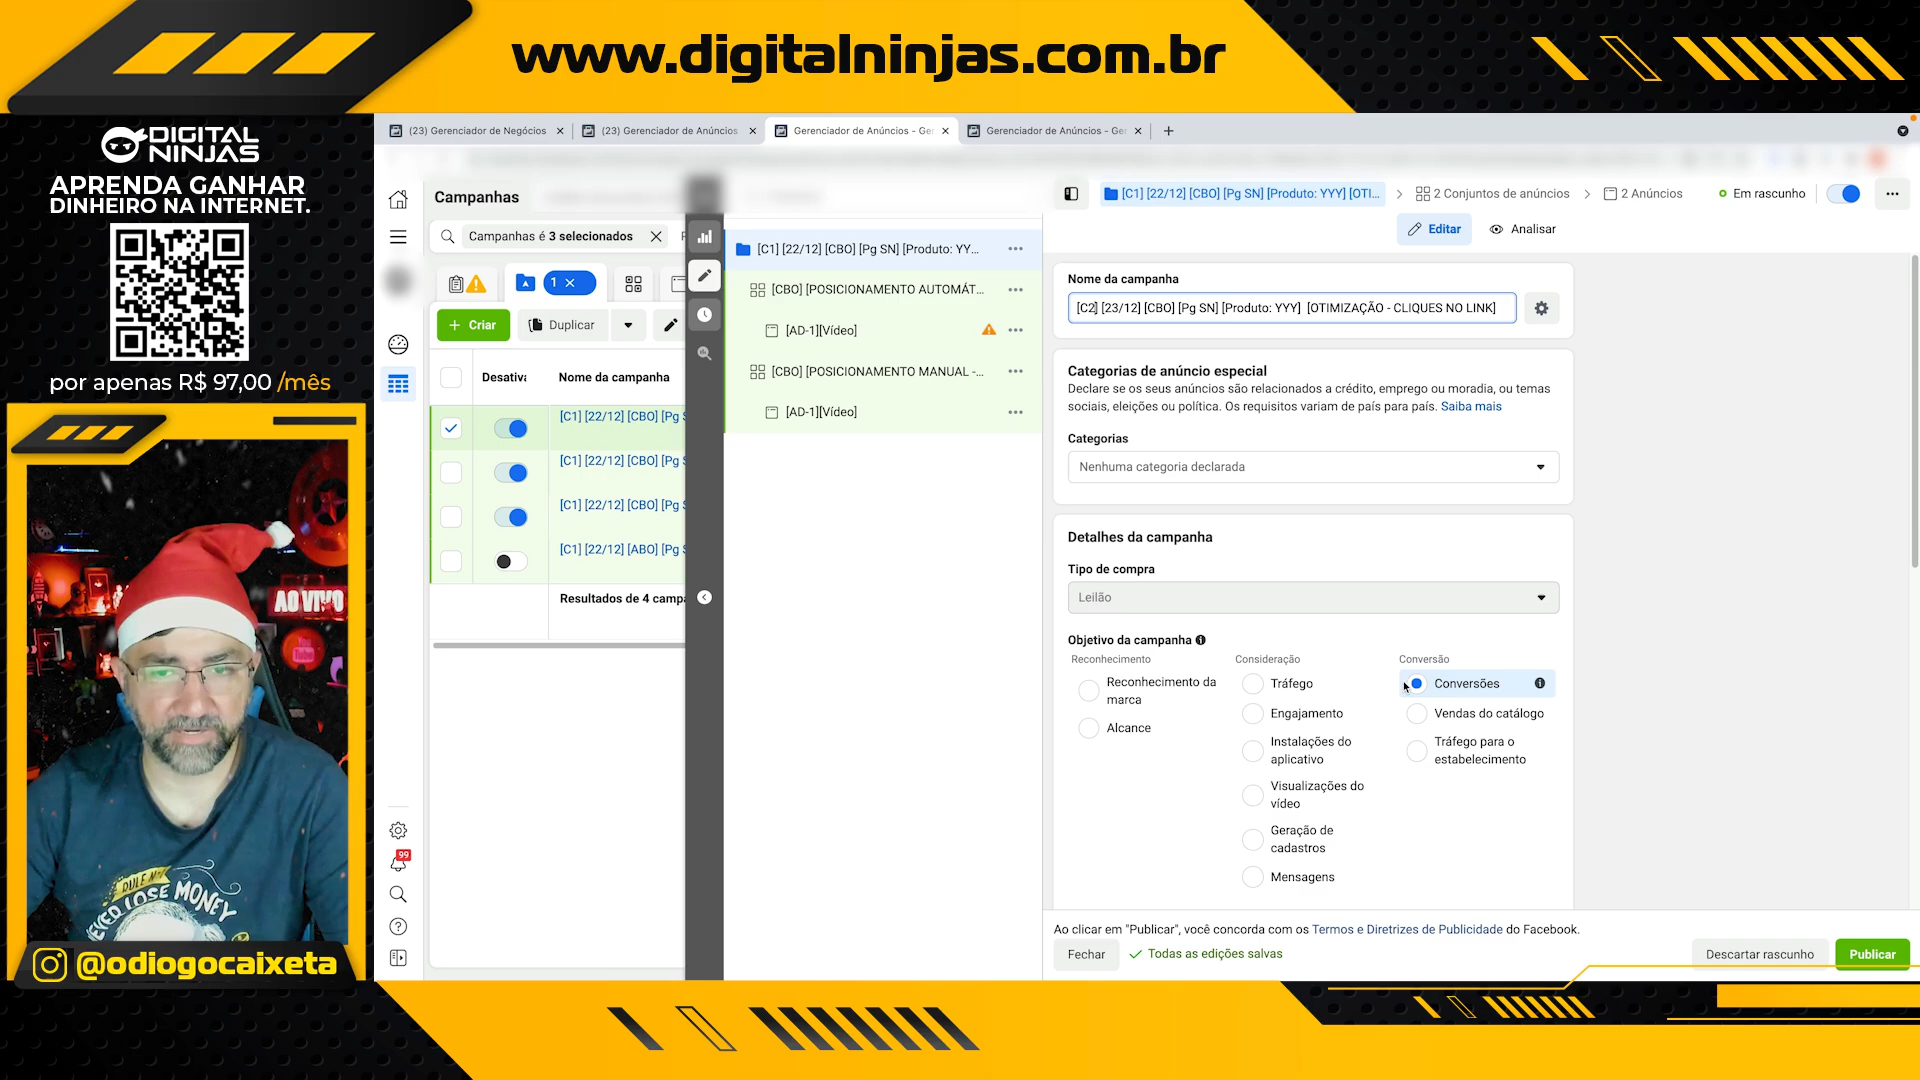 www.digitalninjas.com.br
DIGITAL
NINJAS
APRENDA GANHAR
DINHEIRO NA INTERNET.
por apenas R$ 97,00 /mês
AO VIVO
RULE Nº1
NEVER LOSE MONEY
@odiogocaixeta
(23) Gerenciador de Negócios
(23) Gerenciador de Anúncios
Gerenciador de Anúncios - Ger
Gerenciador de Anúncios - Ger
Campanhas
Campanhas é 3 selecionados
1
Criar
Duplicar
Desativa
Nome da campanha
[C1] [22/12] [CBO] [Pg S
[C1] [22/12] [CBO] [Pg S
[C1] [22/12] [CBO] [Pg S
[C1] [22/12] [ABO] [Pg S
Resultados de 4 campa
99
[C1] [22/12] [CBO] [Pg SN] [Produto: YY...
[CBO] [POSICIONAMENTO AUTOMÁT...
[AD-1][Vídeo]
[CBO] [POSICIONAMENTO MANUAL -...
[AD-1][Vídeo]
[C1] [22/12] [CBO] [Pg SN] [Produto: YYY] [OTI...
2 Conjuntos de anúncios
2 Anúncios
Em rascunho
Editar
Analisar
Nome da campanha
[C2] [23/12] [CBO] [Pg SN] [Produto: YYY] [OTIMIZAÇÃO - CLIQUES NO LINK]
Categorias de anúncio especial
Declare se os seus anúncios são relacionados a crédito, emprego ou moradia, ou temas
sociais, eleições ou política. Os requisitos variam de país para país. Saiba mais
Categorias
Nenhuma categoria declarada
Detalhes da campanha
Tipo de compra
Leilão
Objetivo da campanha
Reconhecimento
Reconhecimento da
marca
Alcance
Consideração
Tráfego
Engajamento
Instalações do
aplicativo
Visualizações do
vídeo
Geração de
cadastros
Mensagens
Conversão
Conversões
Vendas do catálogo
Tráfego para o
estabelecimento
Ao clicar em "Publicar", você concorda com os Termos e Diretrizes de Publicidade do Facebook.
Fechar
Todas as edições salvas
Descartar rascunho
Publicar